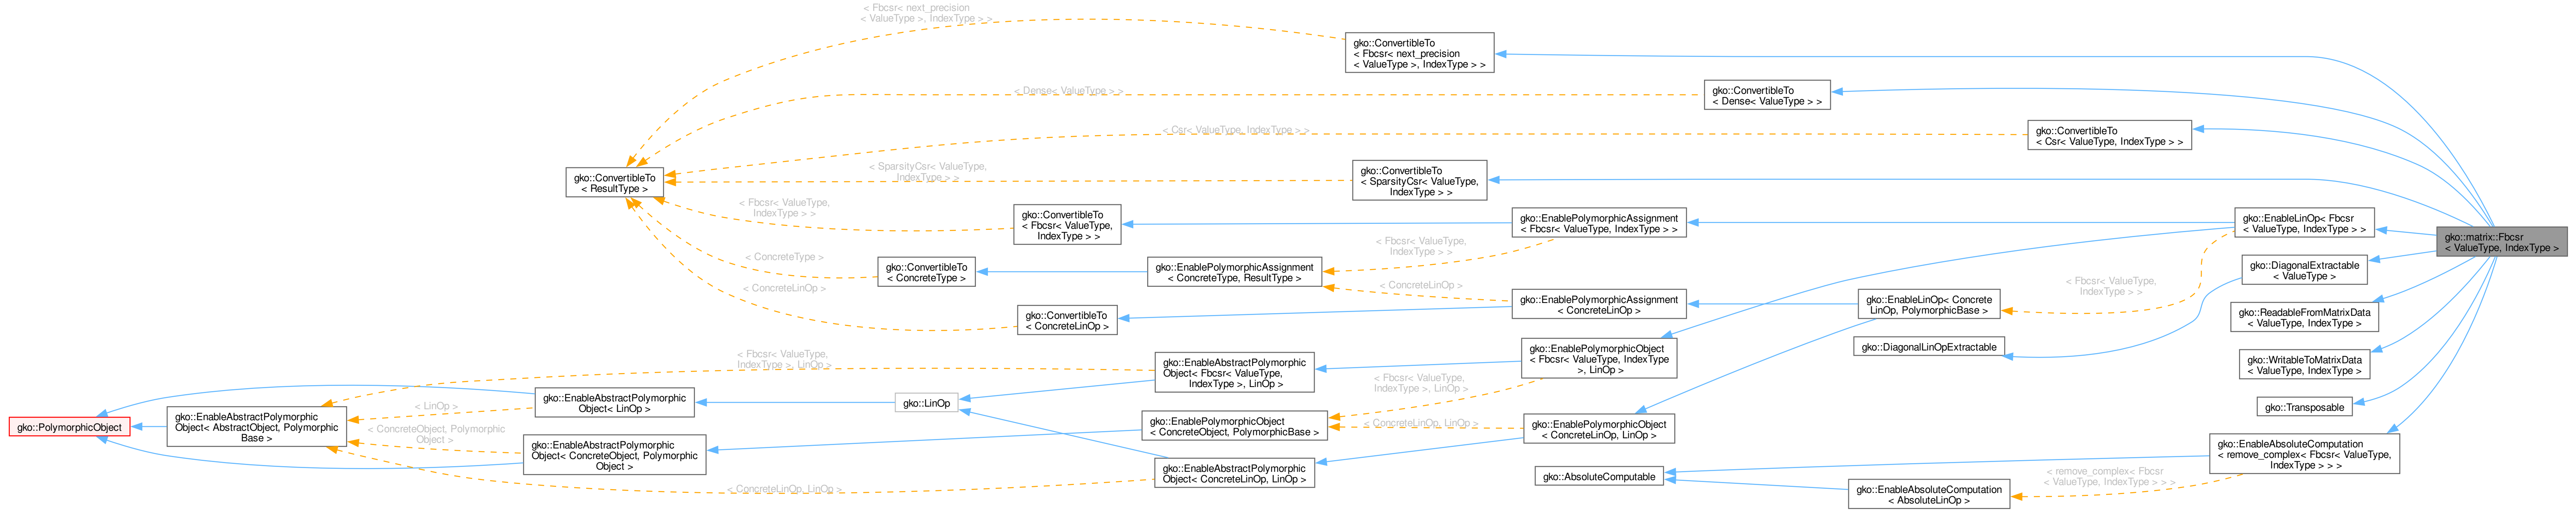 < Fbcsr< next_precision
< ValueType >, IndexType > >
gko::ConvertibleTo
< Fbcsr< next_precision
< ValueType >, IndexType > >
< Dense< ValueType > >
gko::ConvertibleTo
< Dense< ValueType > >
< Csr< ValueType, IndexType > >
gko::ConvertibleTo
< Csr< ValueType, IndexType > >
gko::ConvertibleTo
< ResultType >
< SparsityCsr< ValueType,
IndexType > >
gko::ConvertibleTo
< SparsityCsr< ValueType,
IndexType > >
< Fbcsr< ValueType,
IndexType > >
gko::ConvertibleTo
< Fbcsr< ValueType,
IndexType > >
gko::EnablePolymorphicAssignment
< Fbcsr< ValueType, IndexType > >
gko::EnableLinOp< Fbcsr
< ValueType, IndexType > >
gko::matrix::Fbcsr
< ValueType, IndexType >
< ConcreteType >
gko::ConvertibleTo
< ConcreteType >
gko::EnablePolymorphicAssignment
< ConcreteType, ResultType >
< Fbcsr< ValueType,
IndexType > >
gko::DiagonalExtractable
< ValueType >
< ConcreteLinOp >
gko::ConvertibleTo
< ConcreteLinOp >
< ConcreteLinOp >
gko::EnablePolymorphicAssignment
< ConcreteLinOp >
gko::EnableLinOp< Concrete
LinOp, PolymorphicBase >
< Fbcsr< ValueType,
IndexType > >
gko::ReadableFromMatrixData
< ValueType, IndexType >
gko::DiagonalLinOpExtractable
gko::WritableToMatrixData
< ValueType, IndexType >
gko::Transposable
< Fbcsr< ValueType,
IndexType >, LinOp >
gko::EnableAbstractPolymorphic
Object< Fbcsr< ValueType,
IndexType >, LinOp >
gko::EnablePolymorphicObject
< Fbcsr< ValueType, IndexType
>, LinOp >
gko::PolymorphicObject
gko::EnableAbstractPolymorphic
Object< AbstractObject, Polymorphic
Base >
< LinOp >
gko::EnableAbstractPolymorphic
Object< LinOp >
gko::LinOp
< Fbcsr< ValueType,
IndexType >, LinOp >
< ConcreteObject, Polymorphic
Object >
gko::EnableAbstractPolymorphic
Object< ConcreteObject, Polymorphic
Object >
gko::EnablePolymorphicObject
< ConcreteObject, PolymorphicBase >
< ConcreteLinOp, LinOp >
gko::EnablePolymorphicObject
< ConcreteLinOp, LinOp >
< ConcreteLinOp, LinOp >
gko::EnableAbstractPolymorphic
Object< ConcreteLinOp, LinOp >
gko::AbsoluteComputable
gko::EnableAbsoluteComputation
< AbsoluteLinOp >
< remove_complex< Fbcsr
< ValueType, IndexType > > >
gko::EnableAbsoluteComputation
< remove_complex< Fbcsr< ValueType,
IndexType > > >